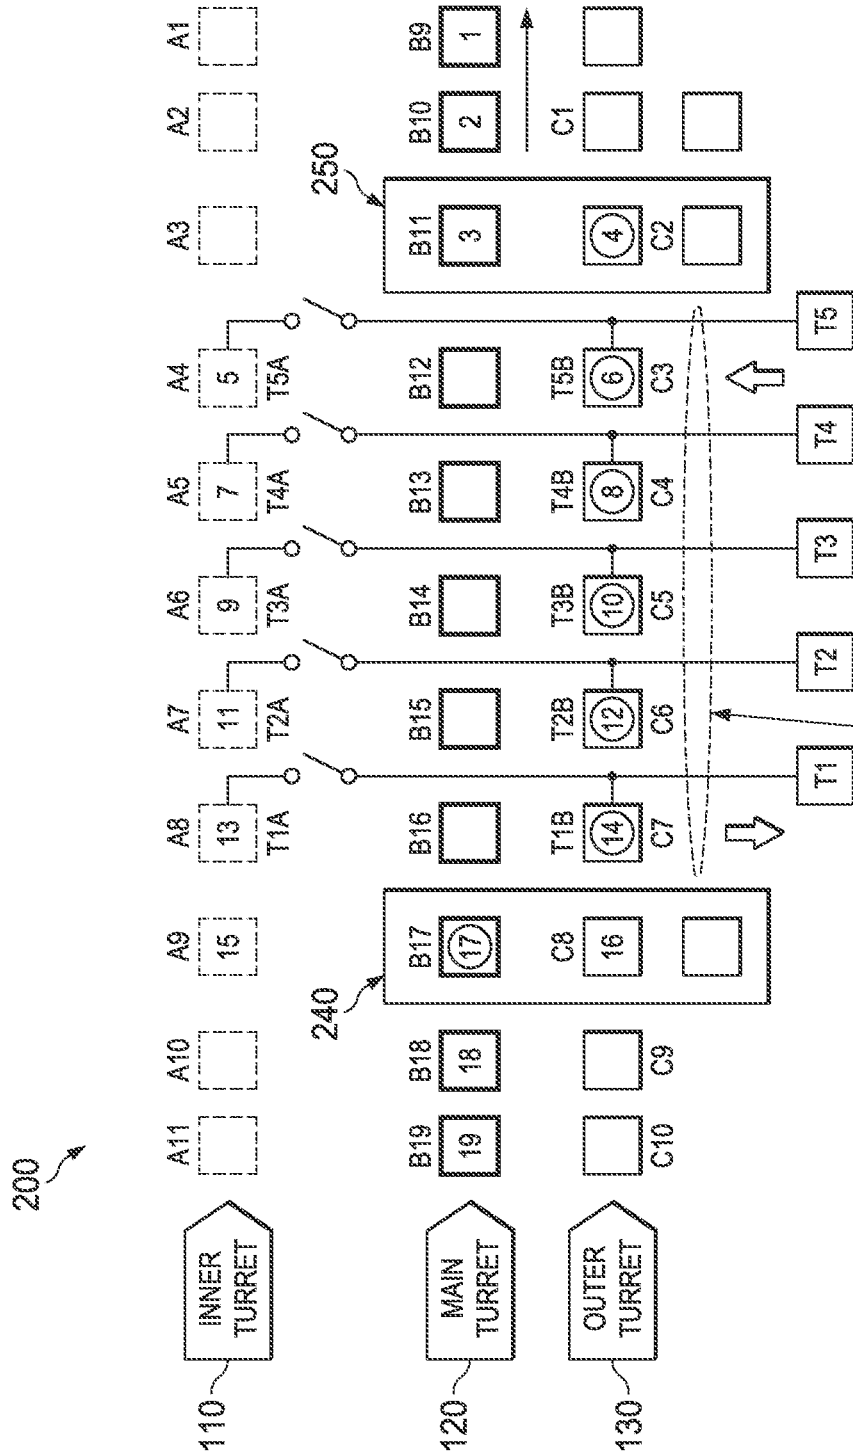 200
110
INNER
TURRET
A11
A10
A9
A8
A7
A6
A5
A4
A3
A2
A1
15
13
11
9
7
5
T1A
T2A
T3A
T4A
T5A
240
250
120
MAIN
TURRET
B19
B18
B17
B16
B15
B14
B13
B12
B11
B10
B9
19
18
17
3
2
1
130
OUTER
TURRET
C8
T1B
T2B
T3B
T4B
T5B
C1
16
14
12
10
8
6
4
C10
C9
C7
C6
C5
C4
C3
C2
T1
T2
T3
T4
T5